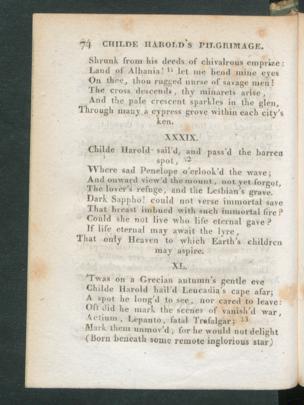 74 CHILDE HAROLD'S PILGRIMAGE.
Shrunk from his deeds of chivalrous emprize:
Land of Albania! 11 let me bend mine eyes
On thee, thou rugged nurse of savage men!
The cross descends, thy minarets arise,
And the pale crescent sparkles in the glen,
Through many a cypress grove within each city's
ken.
XXXIX.
Childe Harold sail'd, and pass'd the barren
spot, 12
Where sad Penelope o'erlook'd the wave;
And onward view'd the mount, not yet forgot,
The lover's refuge, and the Lesbian's grave.
Dark Sappho! could not verse immortal save
That breast imbued with such immortal fire?
Could she not live who life eternal gave?
If life eternal may await the lyre,
That only Heaven to which Earth's children
may aspire.
XL.
'Twas on a Grecian autumn's gentle eve
Childe Harold hail'd Leucadia's cape afar;
A spot he long'd to see, nor cared to leave:
Oft did he mark the scenes of vanish'd war,
Actium, Lepanto, fatal Trafalgar; 13
Mark them unmov'd, for he would not delight
(Born beneath some remote inglorious star)